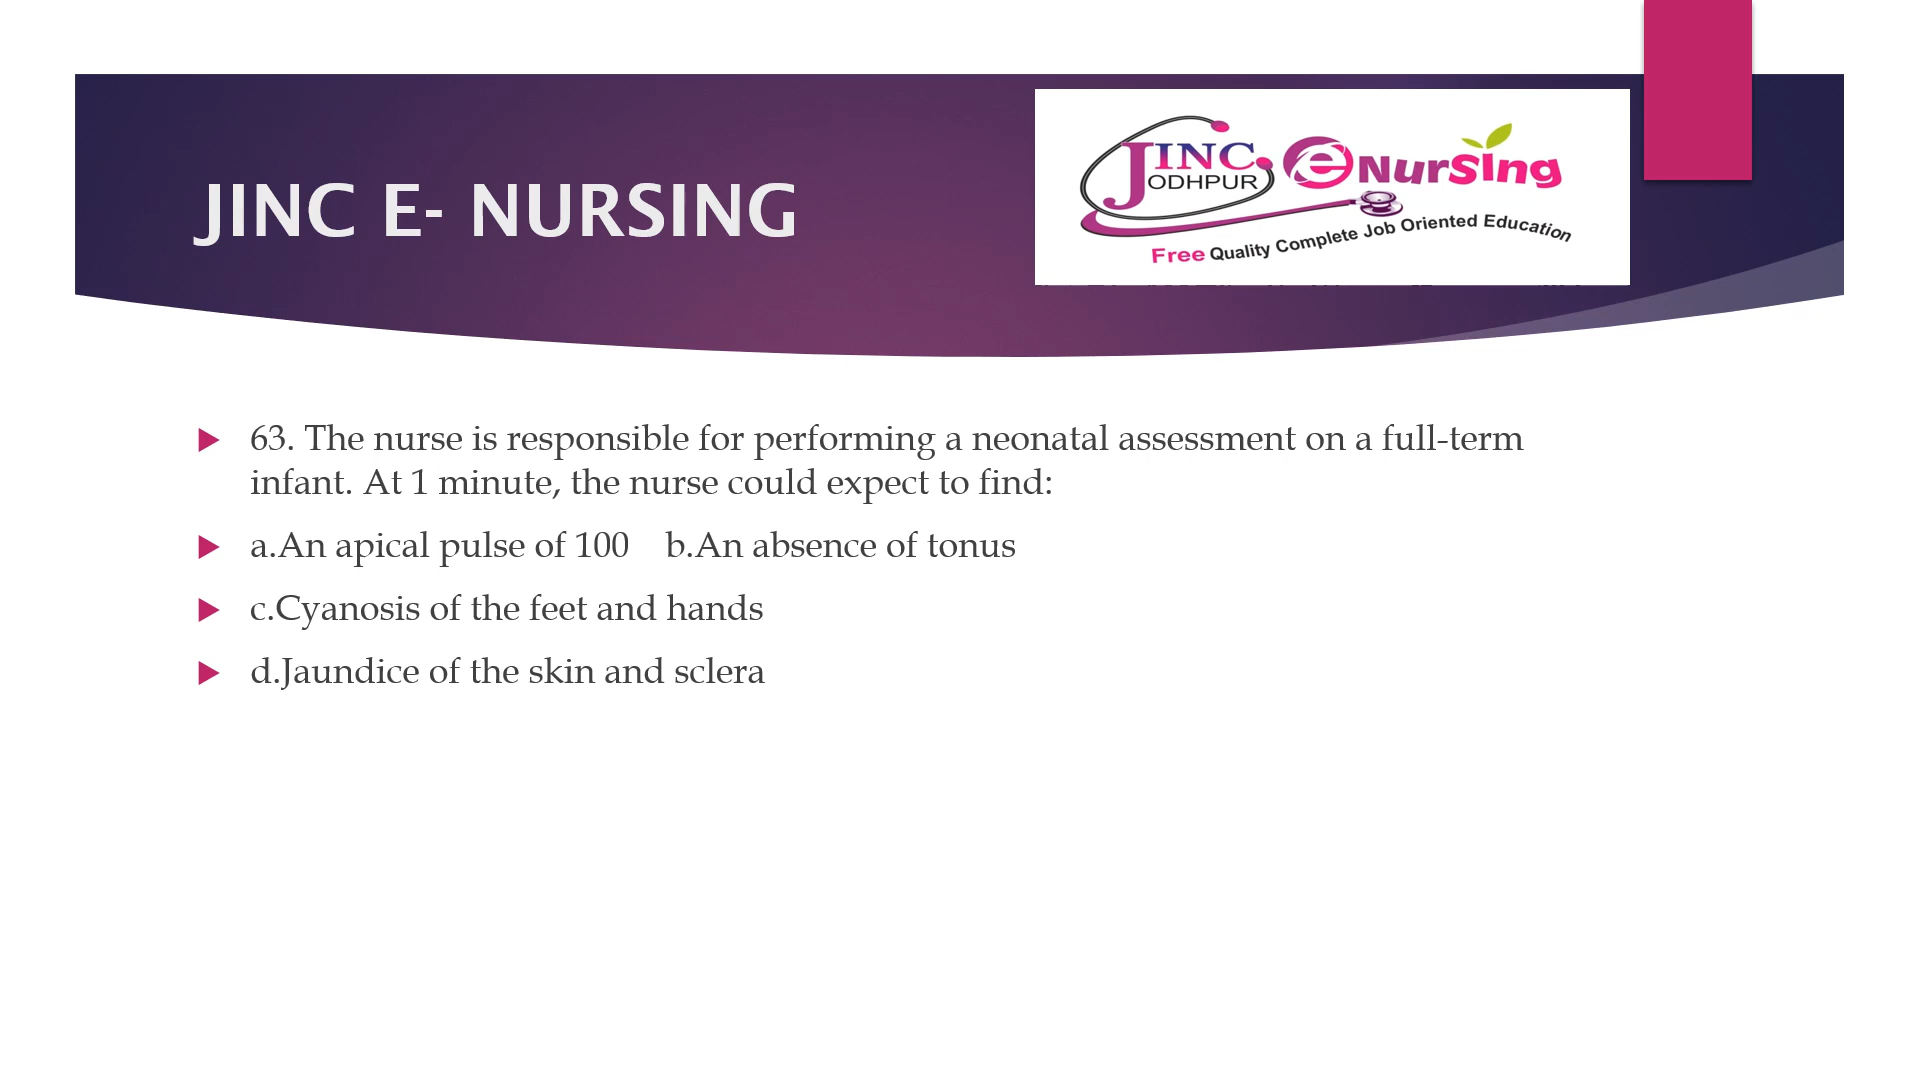 JINC E- NURSING
JINC ODHPUR eNursing
Free Quality Complete Job Oriented Education
63. The nurse is responsible for performing a neonatal assessment on a full-term
infant. At 1 minute, the nurse could expect to find:
a.An apical pulse of 100    b.An absence of tonus
c.Cyanosis of the feet and hands
d.Jaundice of the skin and sclera